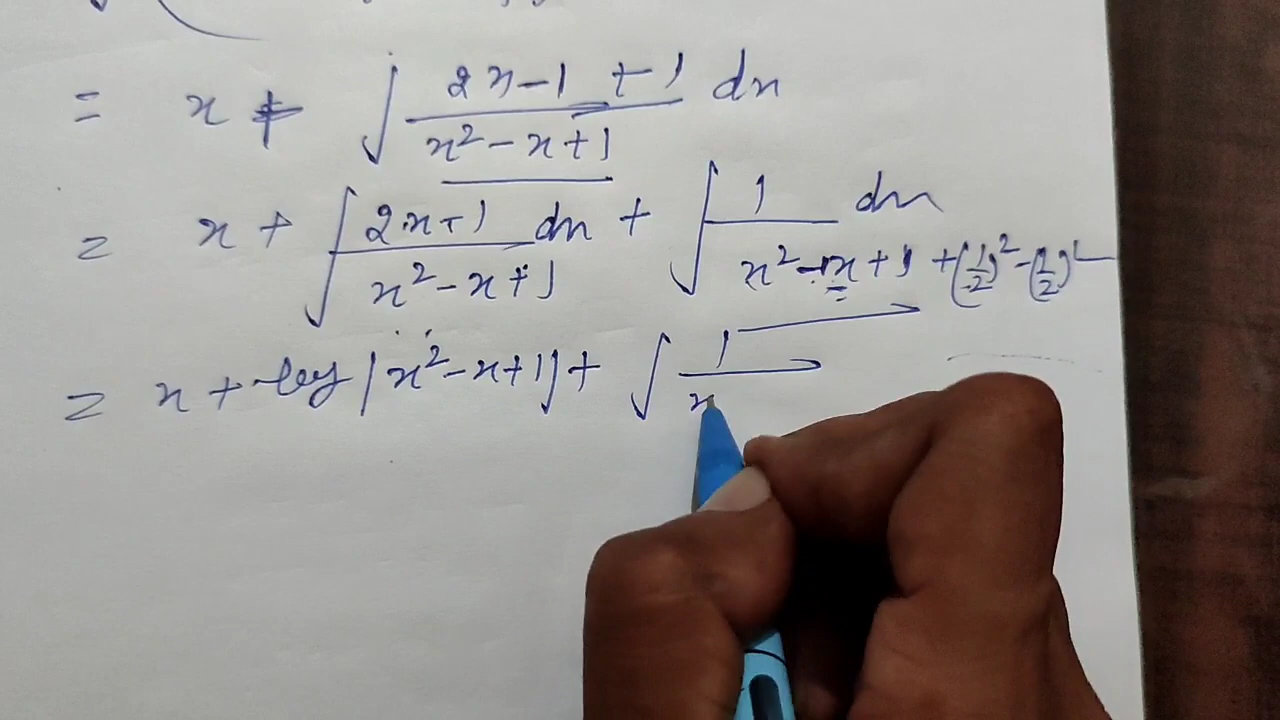 = x + ∫ (2x-1 + 1)/(x² - x + 1) dx
= x + ∫ (2x+1)/(x² - x + 1) dx + ∫ 1/(x² - 1x + 1 + (1/2)² - (1/2)²) dx
= x + log |x² - x + 1| + ∫ 1/x